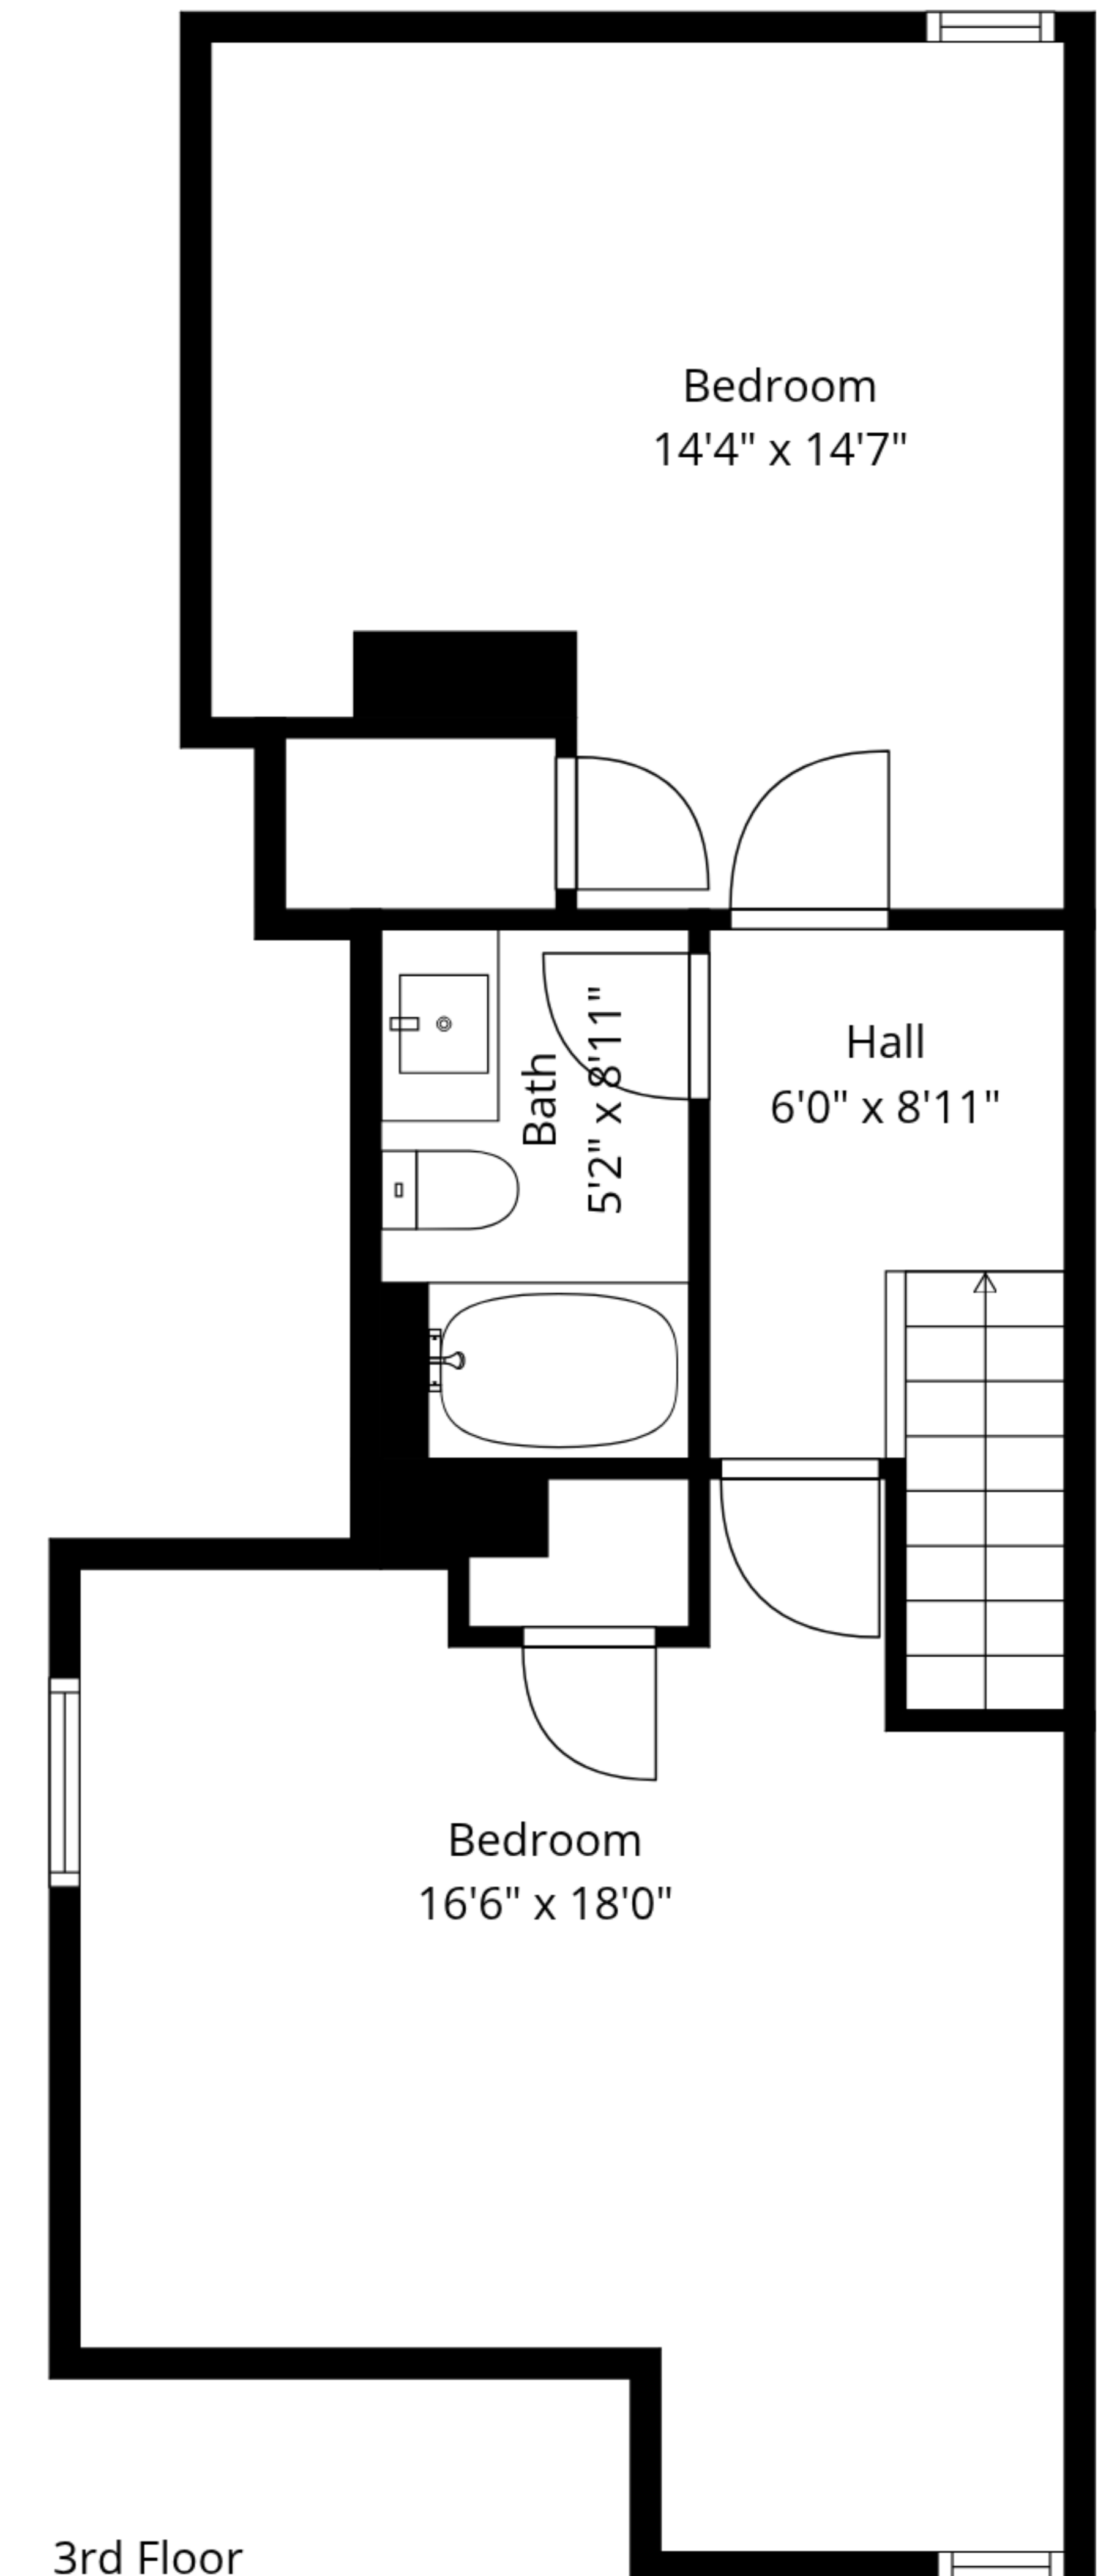 Bedroom
14'4" x 14'7"
Hall
6'0" x 8'11"
Bath
5'2" x 8'11"
Bedroom
16'6" x 18'0"
3rd Floor